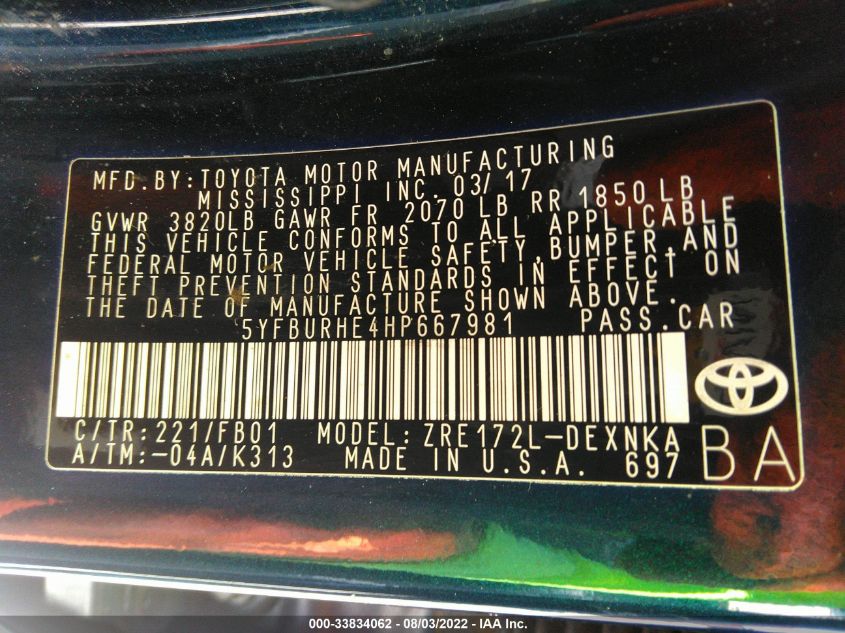 MFD. BY: TOYOTA MOTOR MANUFACTURING
MISSISSIPPI INC. 03/17
GVWR 3820LB GAWR FR 2070 LB RR 1850 LB
THIS VEHICLE CONFORMS TO ALL APPLICABLE
FEDERAL MOTOR VEHICLE SAFETY, BUMPER, AND
THEFT PREVENTION STANDARDS IN EFFECT ON
THE DATE OF MANUFACTURE SHOWN ABOVE.
5YFBURHE4HP667981 PASS. CAR
C/TR: 221/FB01 MODEL: ZRE172L-DEXNKA
A/TM: -04A/K313 MADE IN U.S.A. 697
BA
000-33834062 - 08/03/2022 - IAA Inc.